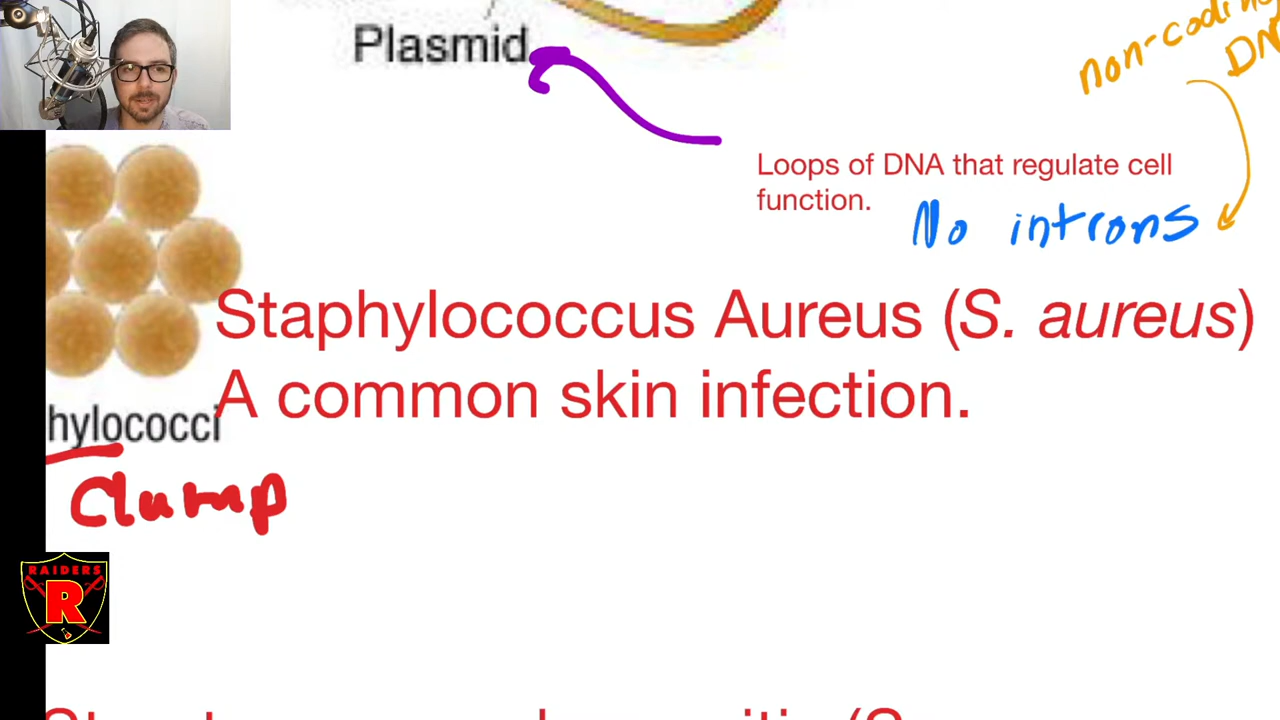 Plasmid
non-coding
Loops of DNA that regulate cell
function.
No introns
Staphylococcus Aureus (S. aureus)
A common skin infection.
hylococci
Clump
RAIDERS
R